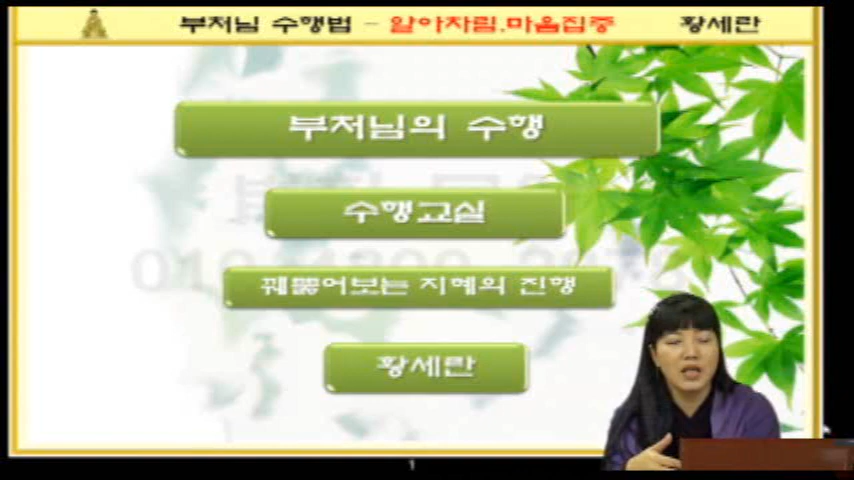 부처님 수행법 - 알아차림.마음집중 황세란
부처님의 수행
수행교실
꿰뚫어보는 지혜의 진행
황세란
1